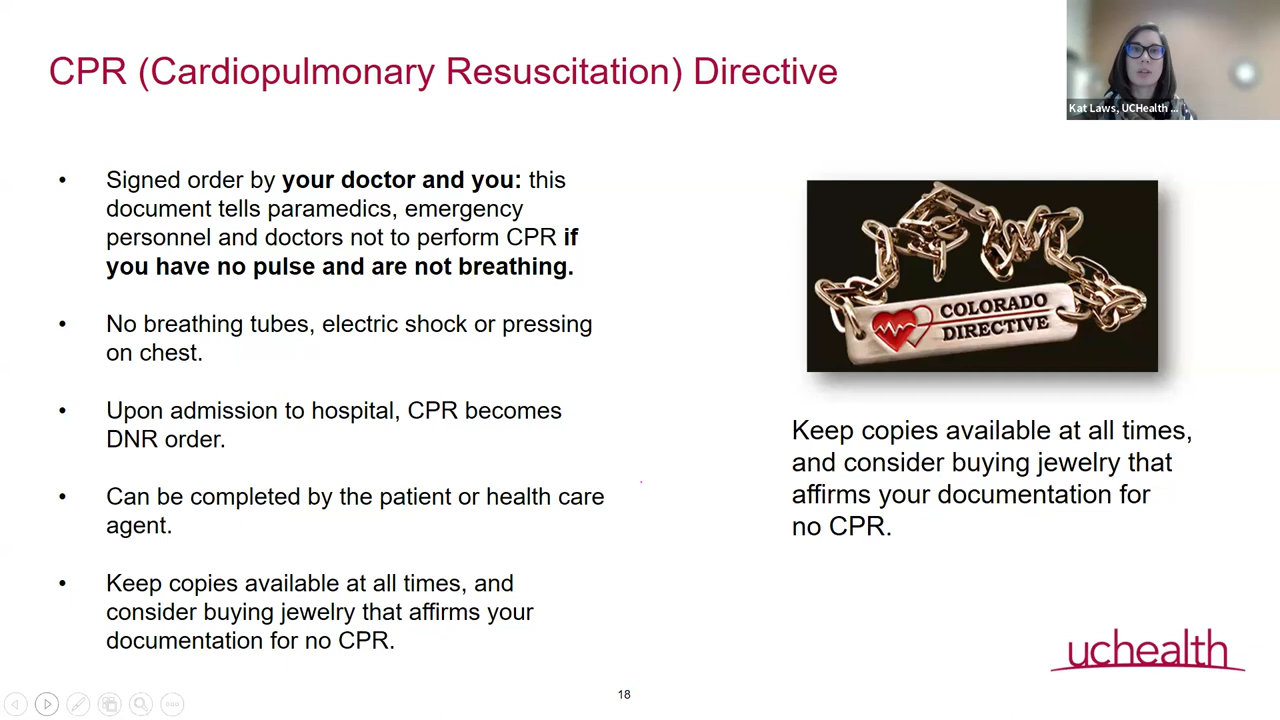 CPR (Cardiopulmonary Resuscitation) Directive
Kat Laws, UCHealth ...
• Signed order by your doctor and you: this
document tells paramedics, emergency
personnel and doctors not to perform CPR if
you have no pulse and are not breathing.
• No breathing tubes, electric shock or pressing
on chest.
• Upon admission to hospital, CPR becomes
DNR order.
• Can be completed by the patient or health care
agent.
• Keep copies available at all times, and
consider buying jewelry that affirms your
documentation for no CPR.
COLORADO
DIRECTIVE
Keep copies available at all times,
and consider buying jewelry that
affirms your documentation for
no CPR.
uchealth
18